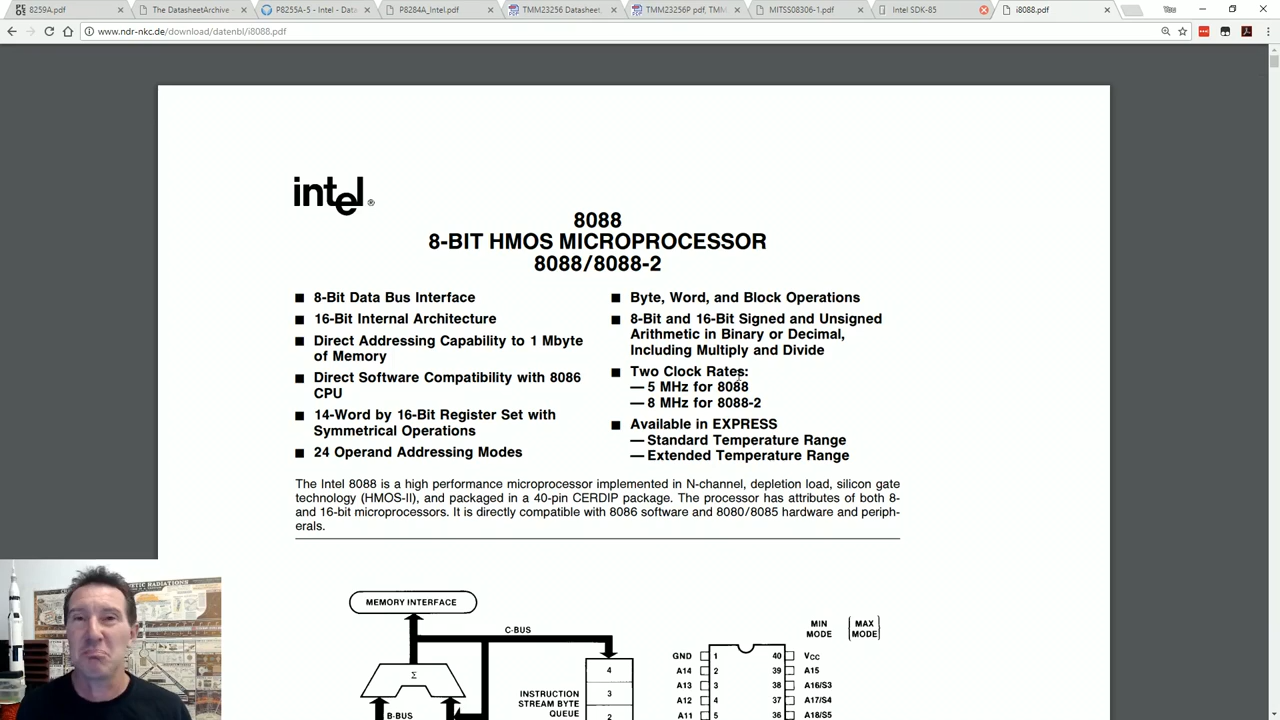 8259A.pdf
The DatasheetArchive
P8255A-5 - Intel - Data
P8284A_Intel.pdf
TMM23256 Datasheet
TMM23256P pdf, TMM
MITSS08306-1.pdf
Intel SDK-85
i8088.pdf
You
www.ndr-nkc.de/download/datenbl/i8088.pdf
intel®
8088
8-BIT HMOS MICROPROCESSOR
8088/8088-2
■ 8-Bit Data Bus Interface
■ 16-Bit Internal Architecture
■ Direct Addressing Capability to 1 Mbyte
of Memory
■ Direct Software Compatibility with 8086
CPU
■ 14-Word by 16-Bit Register Set with
Symmetrical Operations
■ 24 Operand Addressing Modes
■ Byte, Word, and Block Operations
■ 8-Bit and 16-Bit Signed and Unsigned
Arithmetic in Binary or Decimal,
Including Multiply and Divide
■ Two Clock Rates:
— 5 MHz for 8088
— 8 MHz for 8088-2
■ Available in EXPRESS
— Standard Temperature Range
— Extended Temperature Range
The Intel 8088 is a high performance microprocessor implemented in N-channel, depletion load, silicon gate
technology (HMOS-II), and packaged in a 40-pin CERDIP package. The processor has attributes of both 8-
and 16-bit microprocessors. It is directly compatible with 8086 software and 8080/8085 hardware and periph-
erals.
MEMORY INTERFACE
C-BUS
Σ
B-BUS
INSTRUCTION
STREAM BYTE
QUEUE
4
3
2
MIN
MODE
MAX
MODE
GND 1 40 VCC
A14 2 39 A15
A13 3 38 A16/S3
A12 4 37 A17/S4
A11 5 36 A18/S5